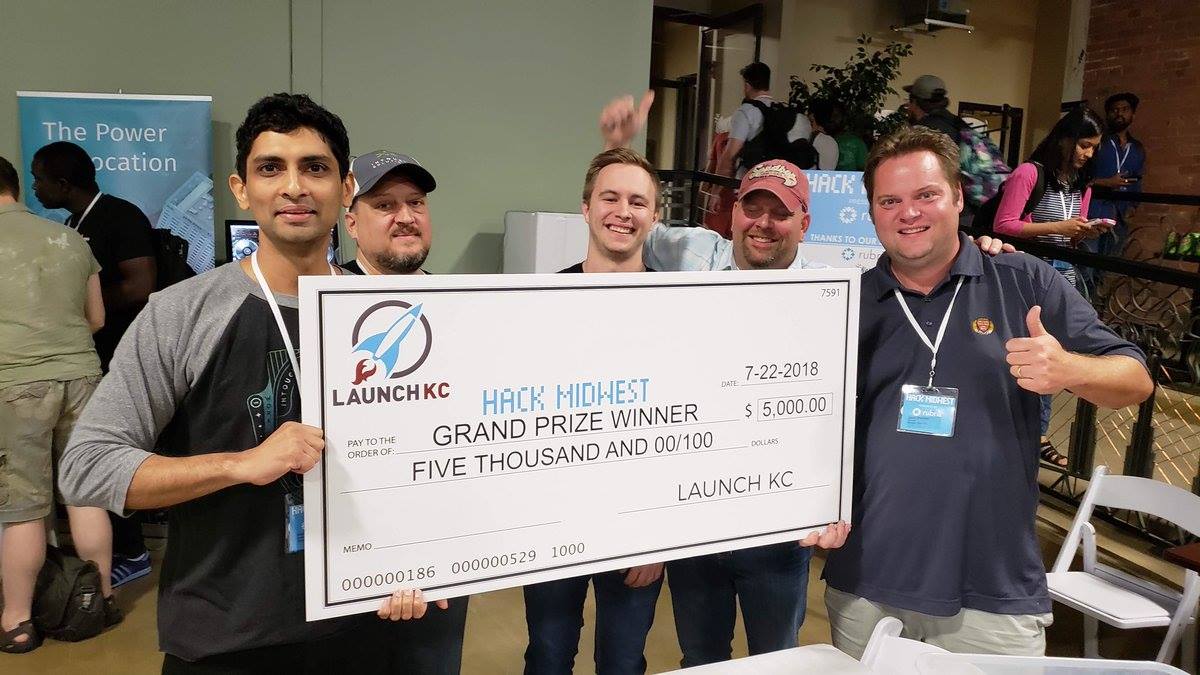 The Power
ocation
7591
LAUNCH KC
HACK MIDWEST
DATE: 7-22-2018
PAY TO THE
ORDER OF:
GRAND PRIZE WINNER
$ 5,000.00
FIVE THOUSAND AND 00/100
DOLLARS
LAUNCH KC
MEMO
000000186 000000529 1000
HACK MIDWEST
rubrik
HACK MID
THANKS TO OUR